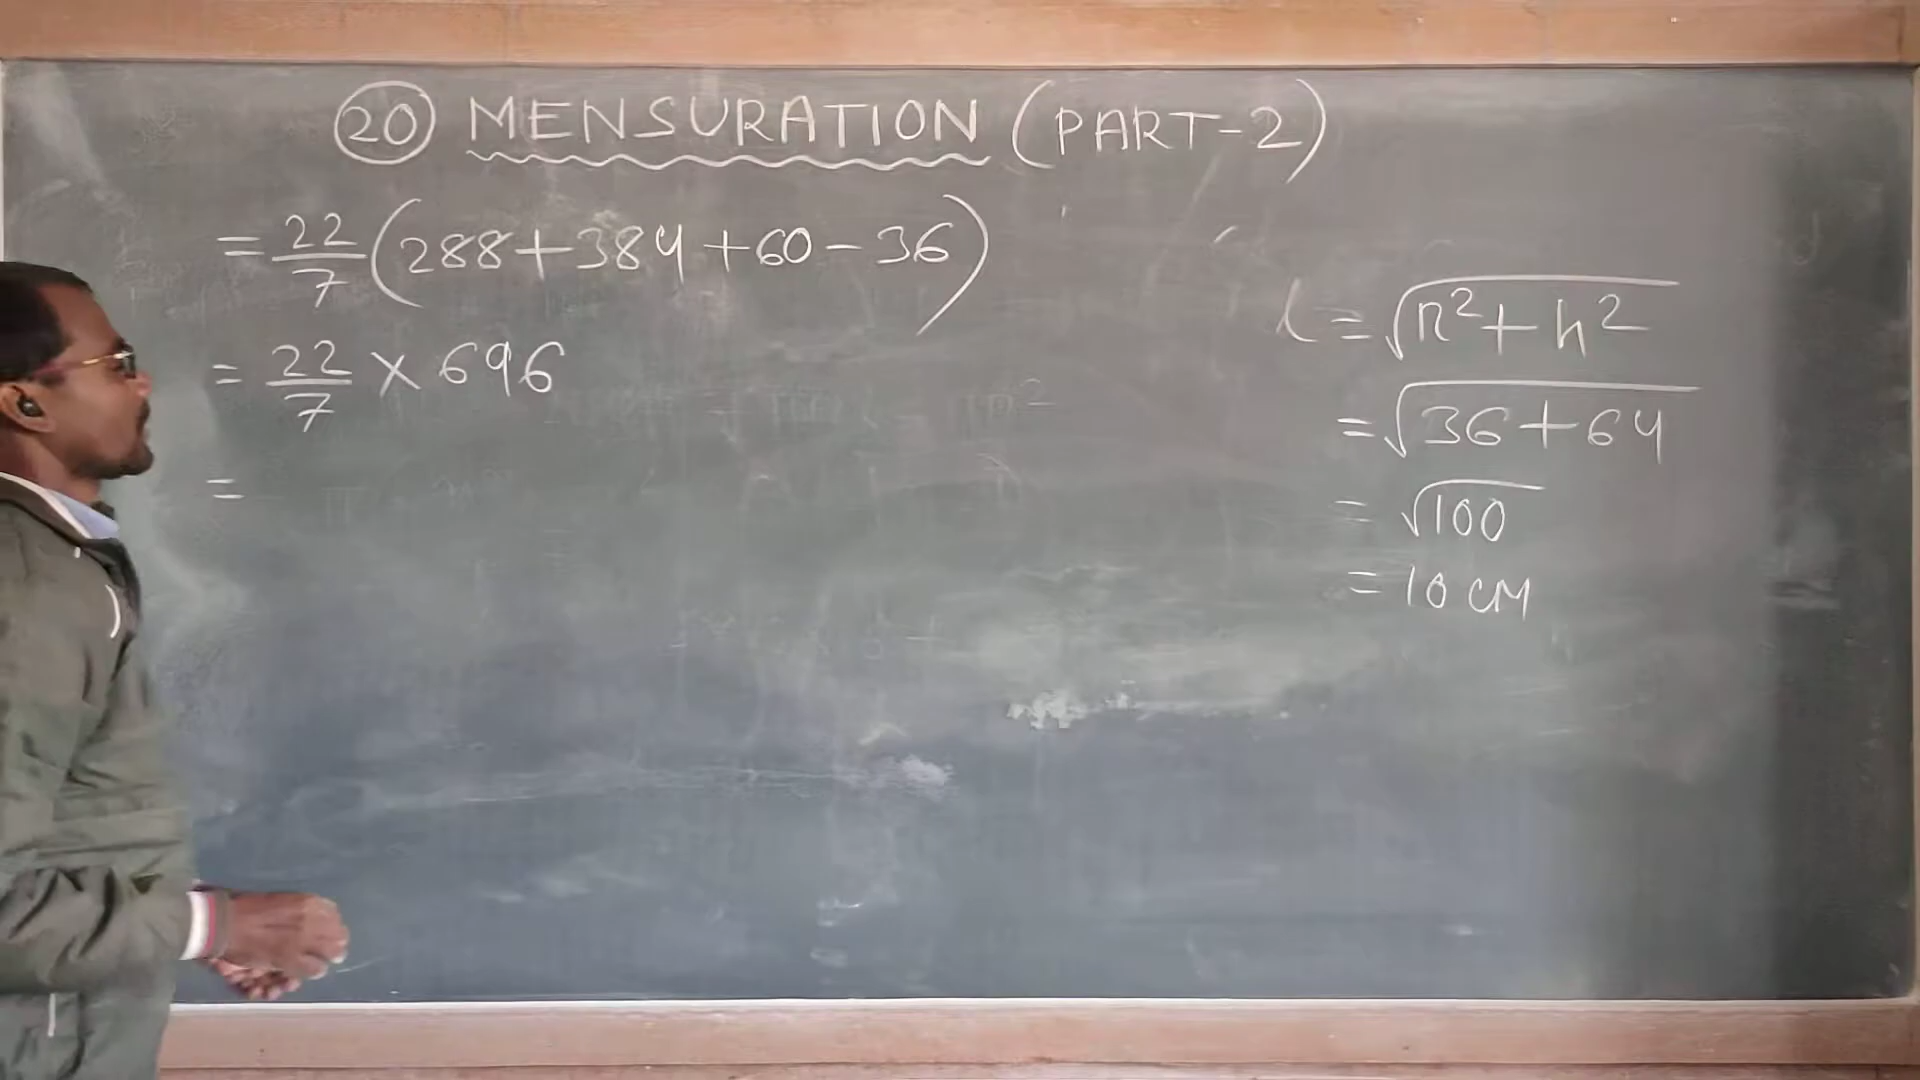 20 MENSURATION (PART-2)
= 22/7 (288+384+60-36)
= 22/7 × 696
=
l = √r²+h²
= √36+64
= √100
= 10 CM